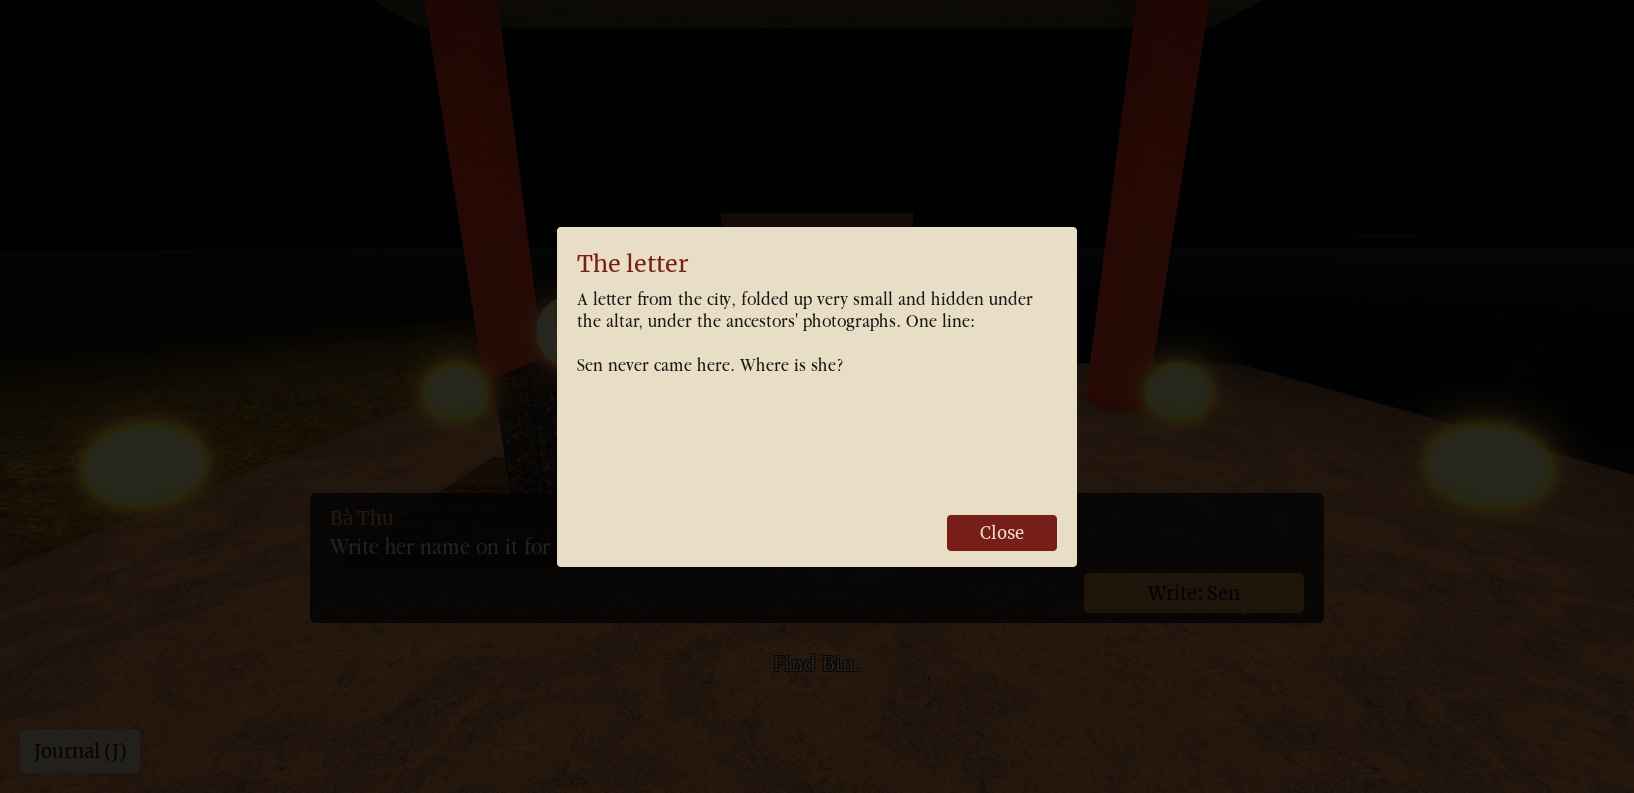 The letter
A letter from the city, folded up very small and hidden under
the altar, under the ancestors' photographs. One line:
Sen never came here. Where is she?
Close
Bà Thu
Write her name on it for
Write: Sen
Find Bin.
Journal (J)